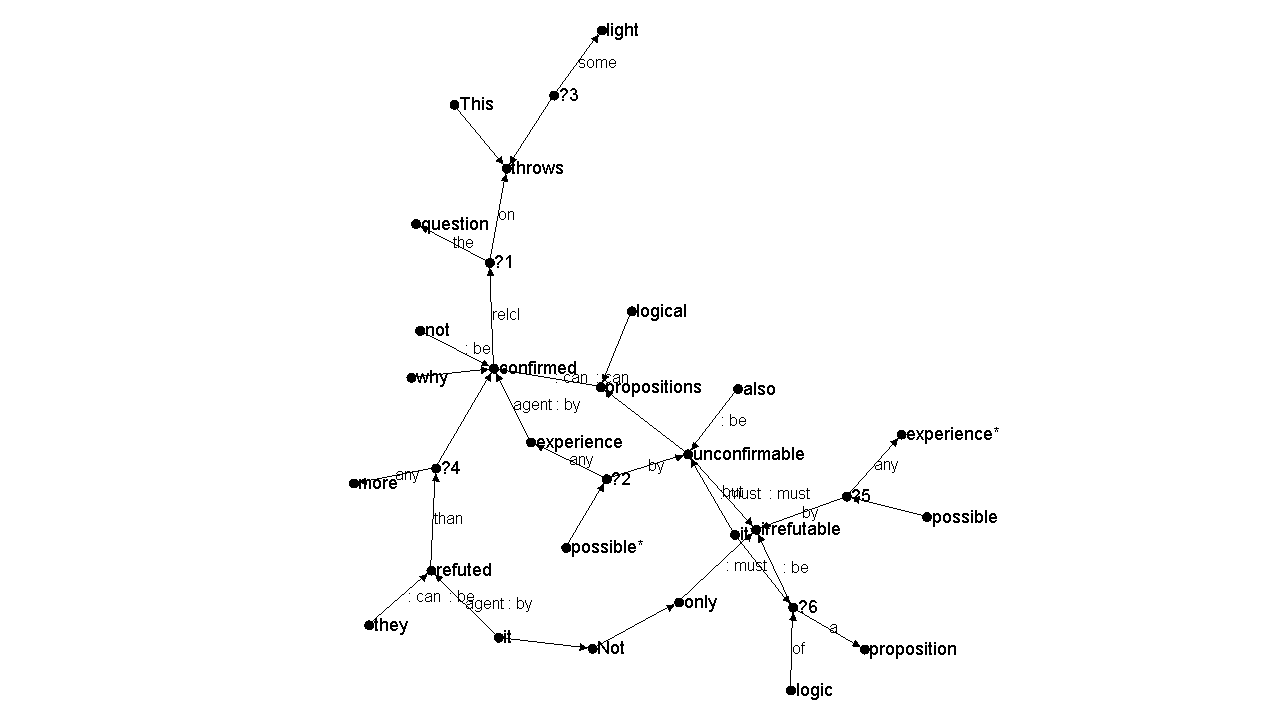 light
some
?3
This
throws
on
question
the
?1
logical
relcl
not
: be
confirmed
why
can : can
propositions
also
agent : by
: be
experience
experience*
any
unconfirmable
any
by
?4
any
more
?2
but
: must : must
?5
by
possible
than
it
irrefutable
possible*
refuted
: must
: be
: can : be
agent : by
only
?6
they
a
it
Not
of
proposition
logic